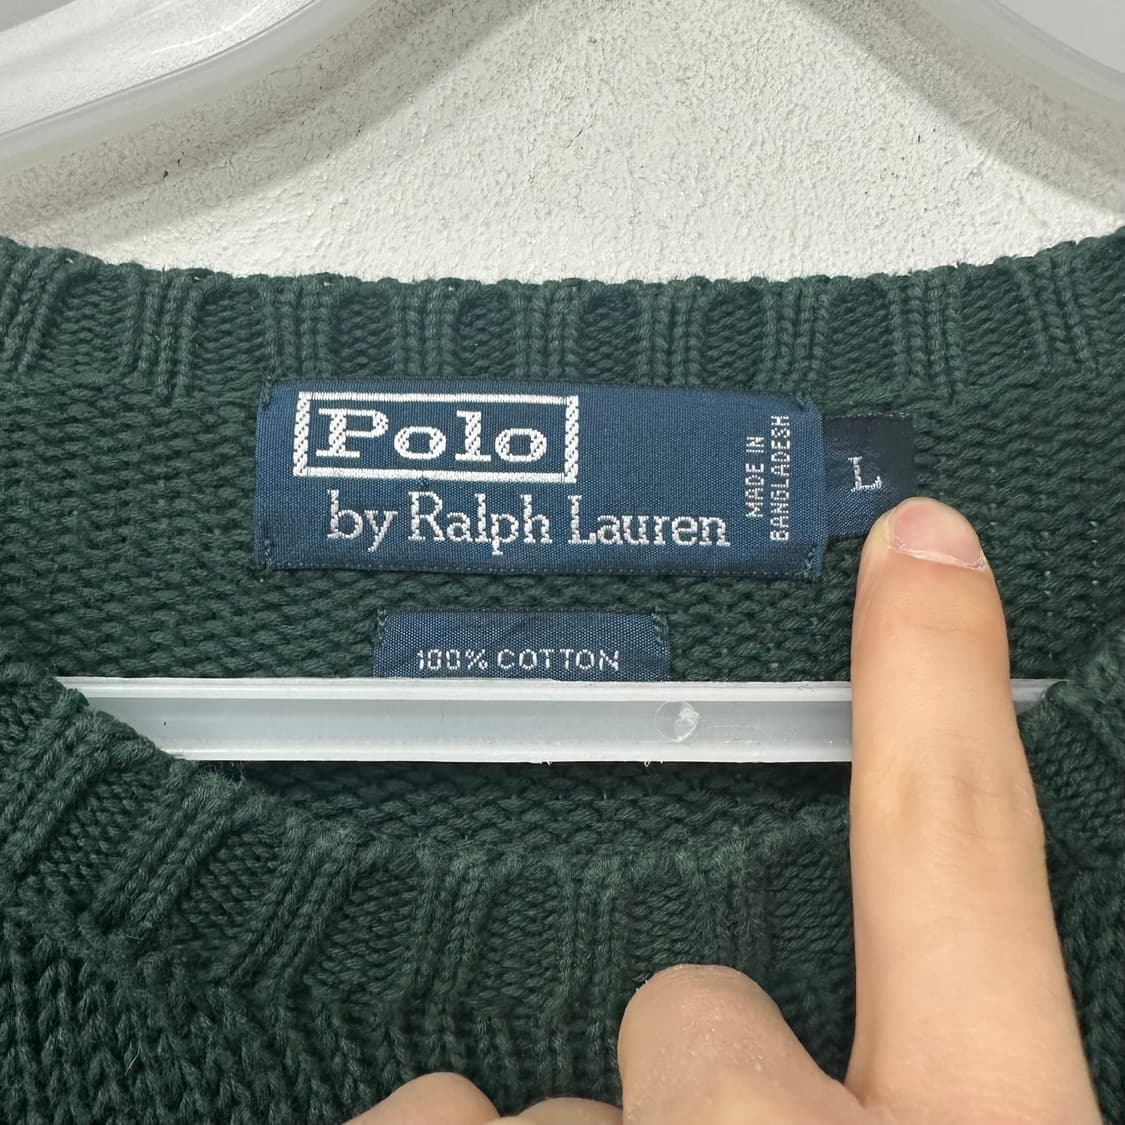 Polo
by Ralph Lauren
MADE IN
BANGLADESH
L
100% COTTON